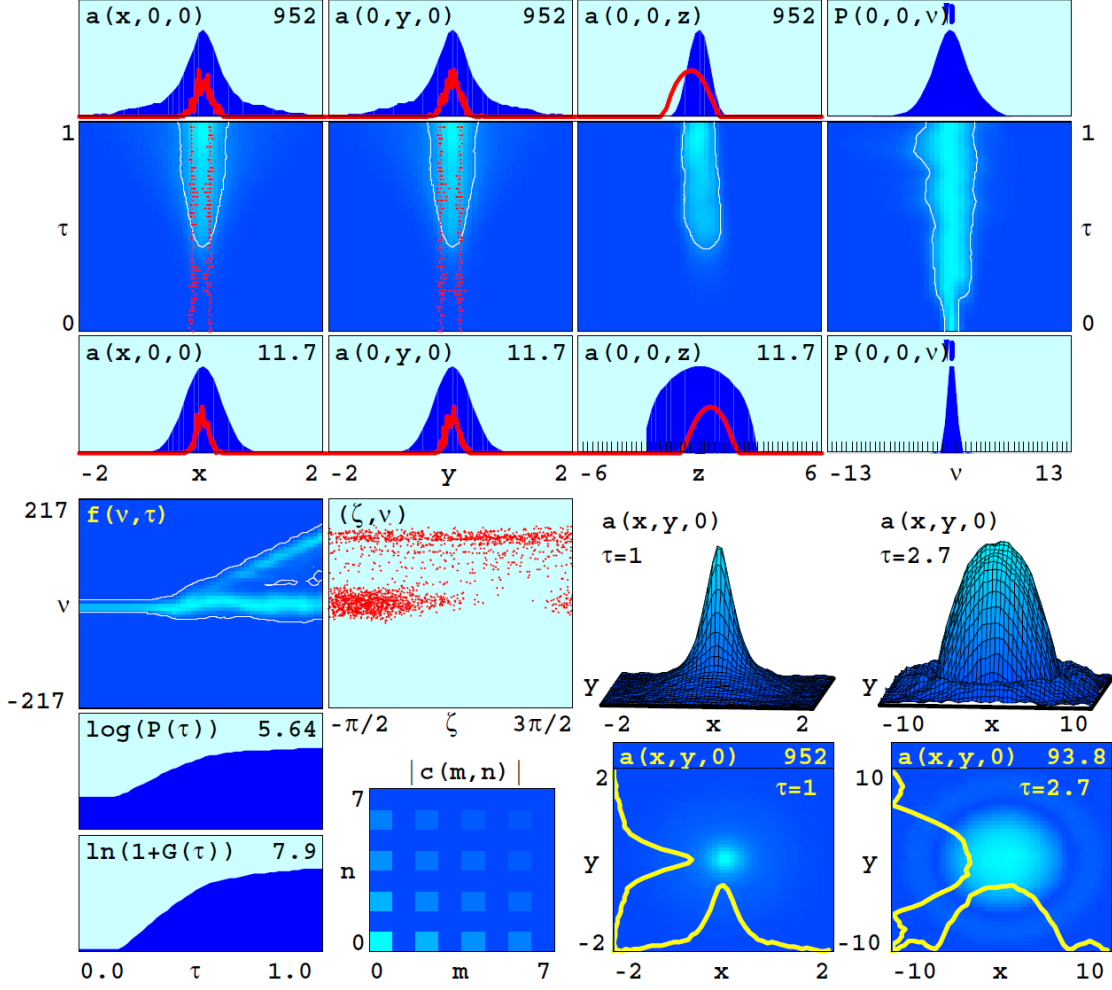 a(x,0,0) 952
a(0,y,0) 952
a(0,0,z) 952
P(0,0,ν)
1
τ
0
1
τ
0
a(x,0,0) 11.7
a(0,y,0) 11.7
a(0,0,z) 11.7
P(0,0,ν)
-2 x 2
-2 y 2
-6 z 6
-13 ν 13
217
ν
-217
f(ν,τ)
(ζ,ν)
-π/2 ζ 3π/2
a(x,y,0)
τ=1
y
-2 x 2
a(x,y,0)
τ=2.7
y
-10 x 10
log(P(τ)) 5.64
ln(1+G(τ)) 7.9
0.0 τ 1.0
|c(m,n)|
7
n
0
0 m 7
a(x,y,0) 952
τ=1
2
y
-2
-2 x 2
a(x,y,0) 93.8
τ=2.7
10
y
-10
-10 x 10